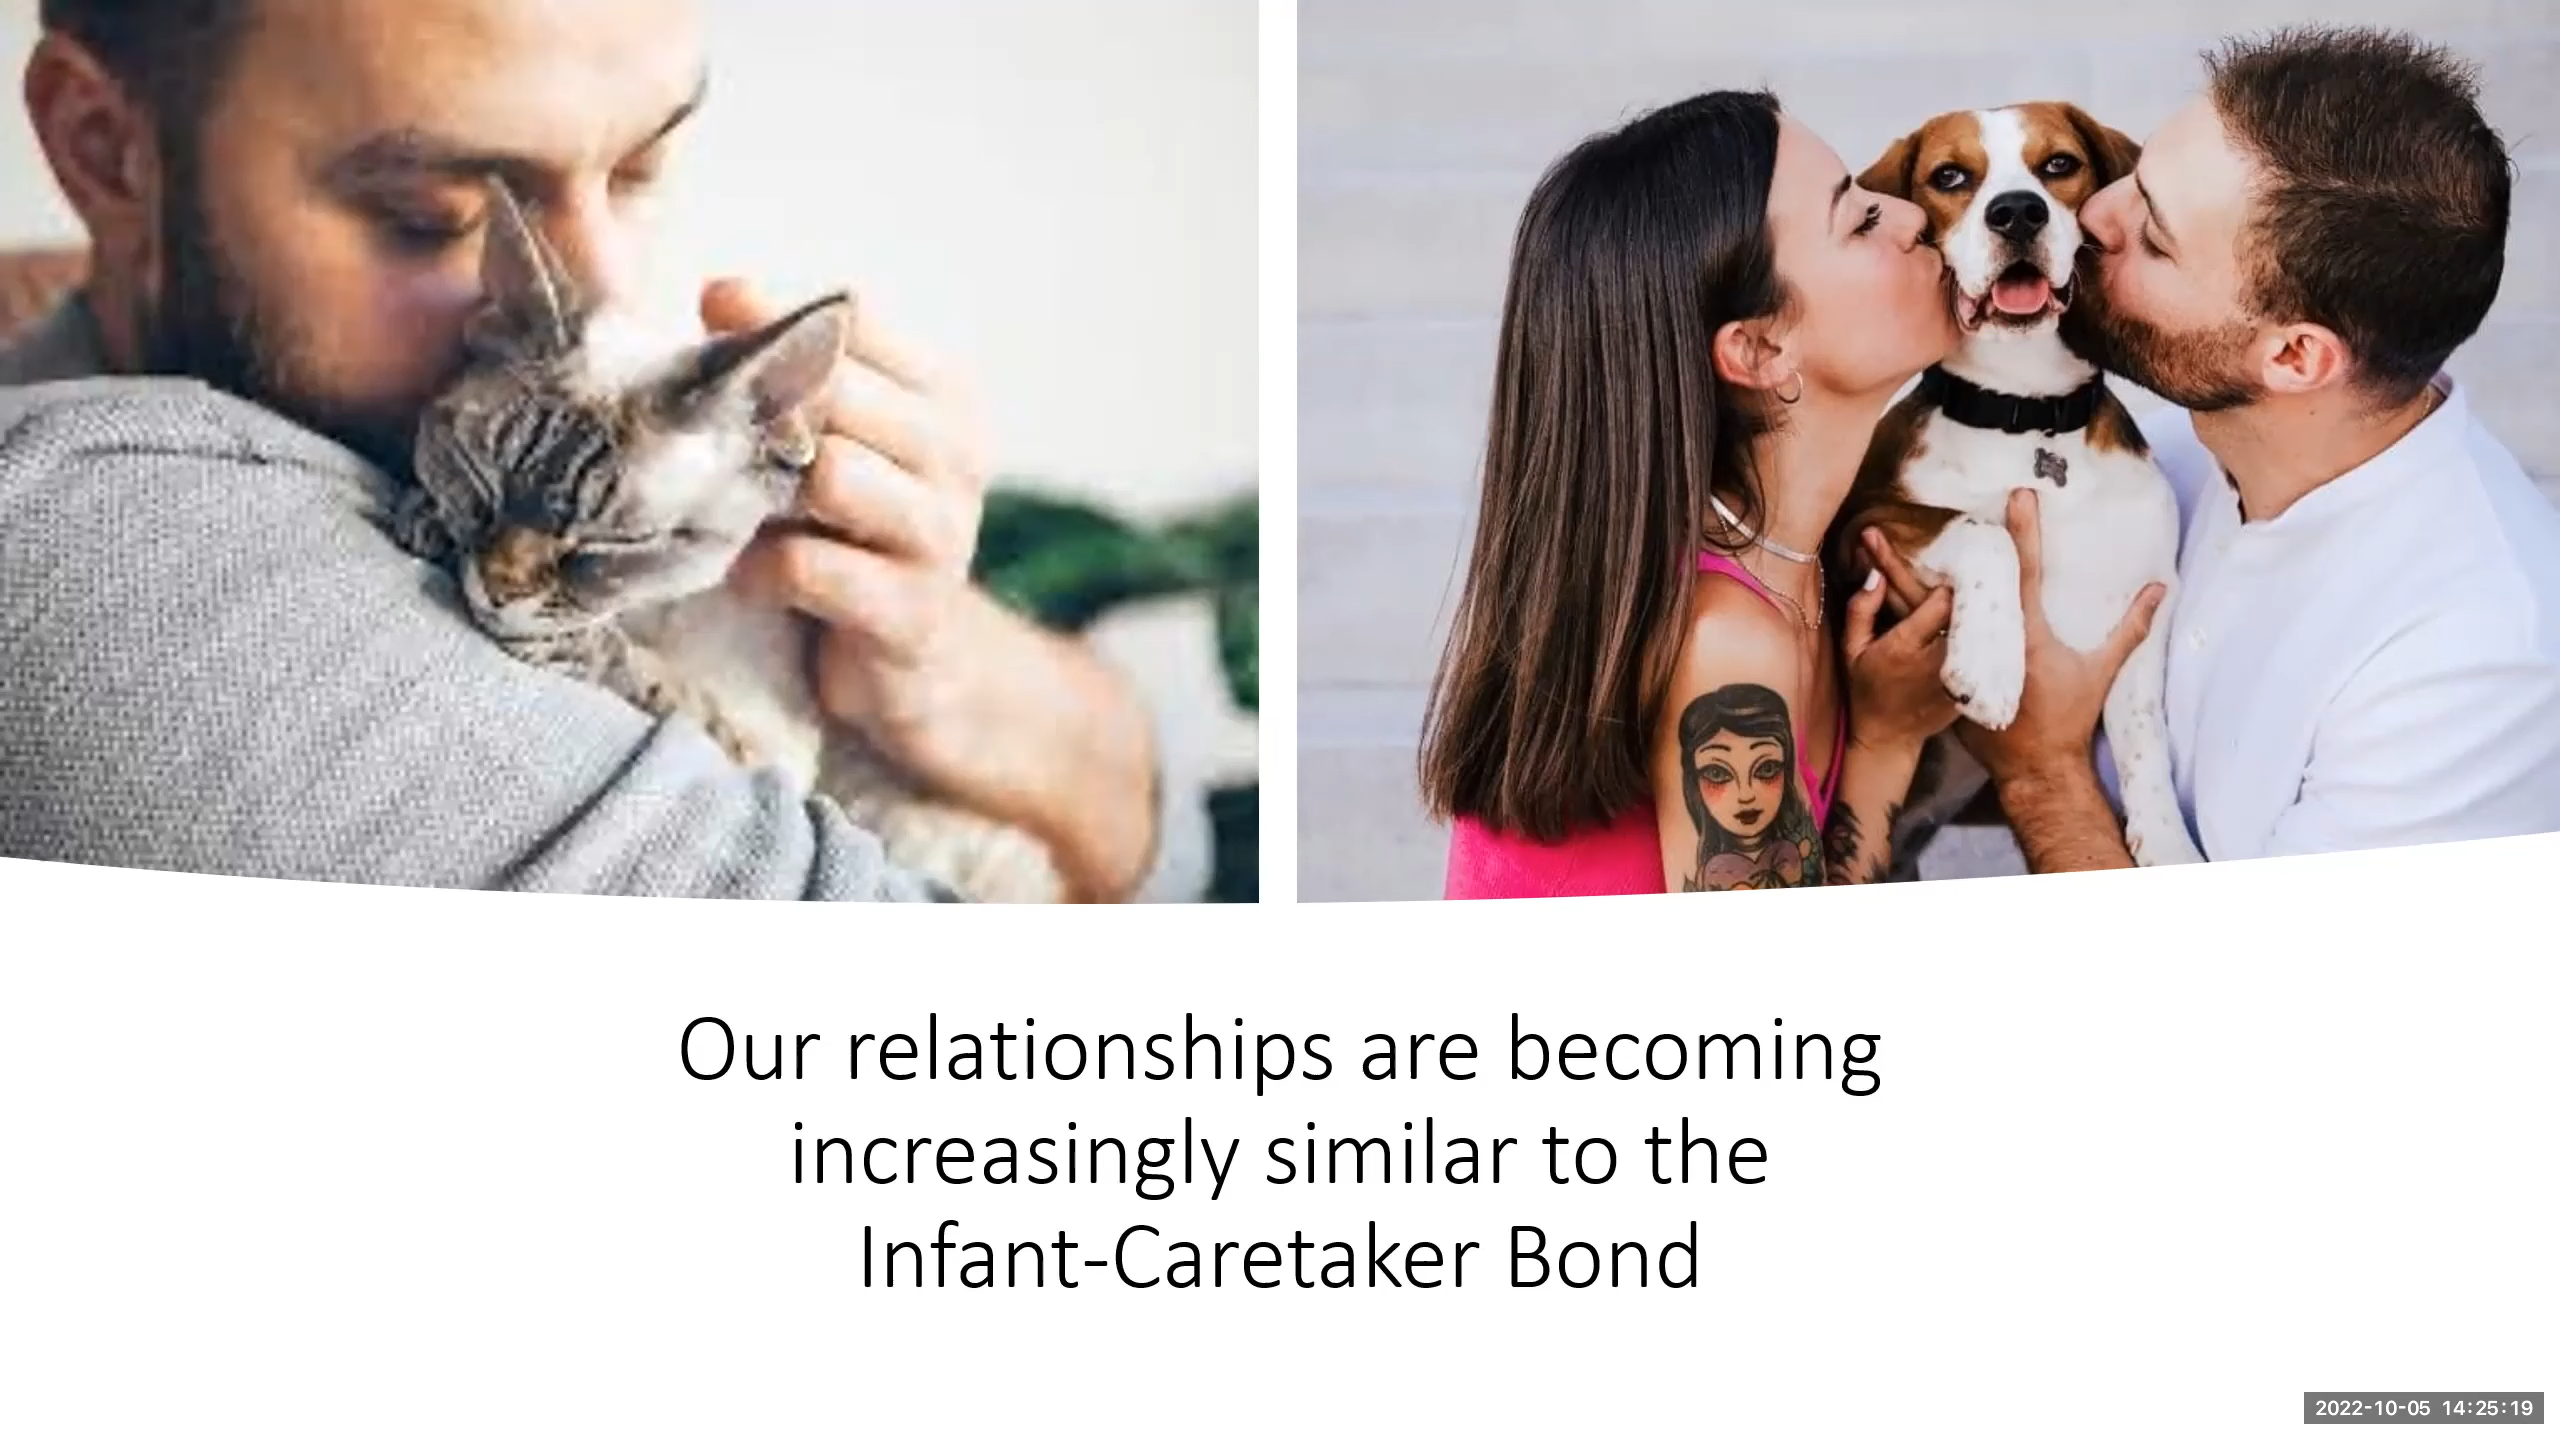 Our relationships are becoming
increasingly similar to the
Infant-Caretaker Bond
2022-10-05 14:25:19